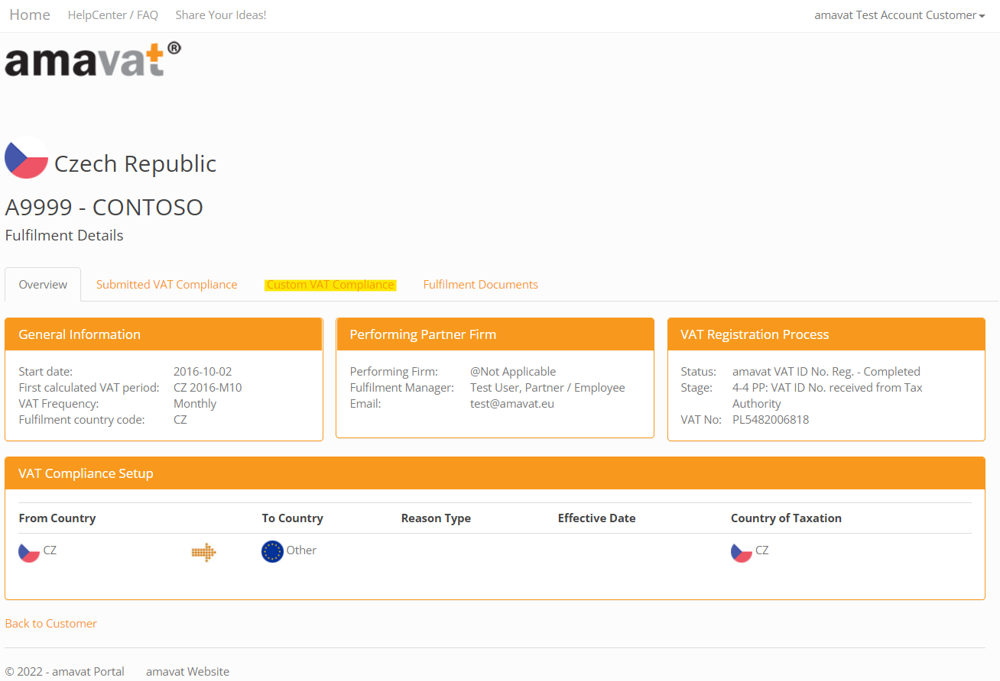 Home HelpCenter / FAQ Share Your Ideas! amavat Test Account Customer
amavat®
Czech Republic
A9999 - CONTOSO
Fulfilment Details
Overview Submitted VAT Compliance Custom VAT Compliance Fulfilment Documents
General Information
Start date: 2016-10-02
First calculated VAT period: CZ 2016-M10
VAT Frequency: Monthly
Fulfilment country code: CZ
Performing Partner Firm
Performing Firm: @Not Applicable
Fulfilment Manager: Test User, Partner / Employee
Email: test@amavat.eu
VAT Registration Process
Status: amavat VAT ID No. Reg. - Completed
Stage: 4-4 PP: VAT ID No. received from Tax
Authority
VAT No: PL5482006818
VAT Compliance Setup
From Country To Country Reason Type Effective Date Country of Taxation
CZ Other CZ
Back to Customer
© 2022 - amavat Portal amavat Website